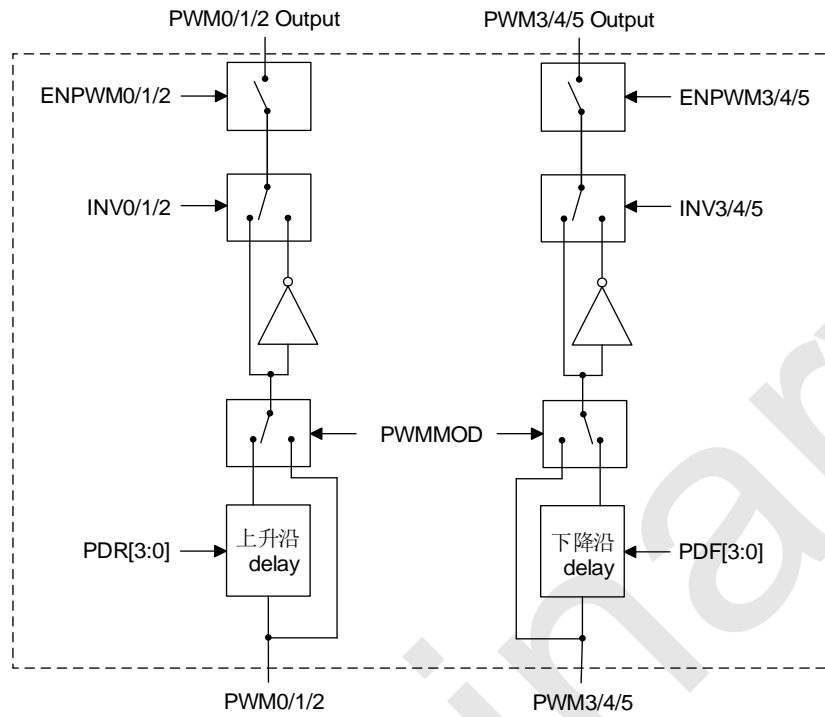 PWM0/1/2 Output
PWM3/4/5 Output
ENPWM0/1/2
ENPWM3/4/5
INV0/1/2
INV3/4/5
PWMMOD
PDR[3:0]
上升沿
delay
下降沿
delay
PDF[3:0]
PWM0/1/2
PWM3/4/5